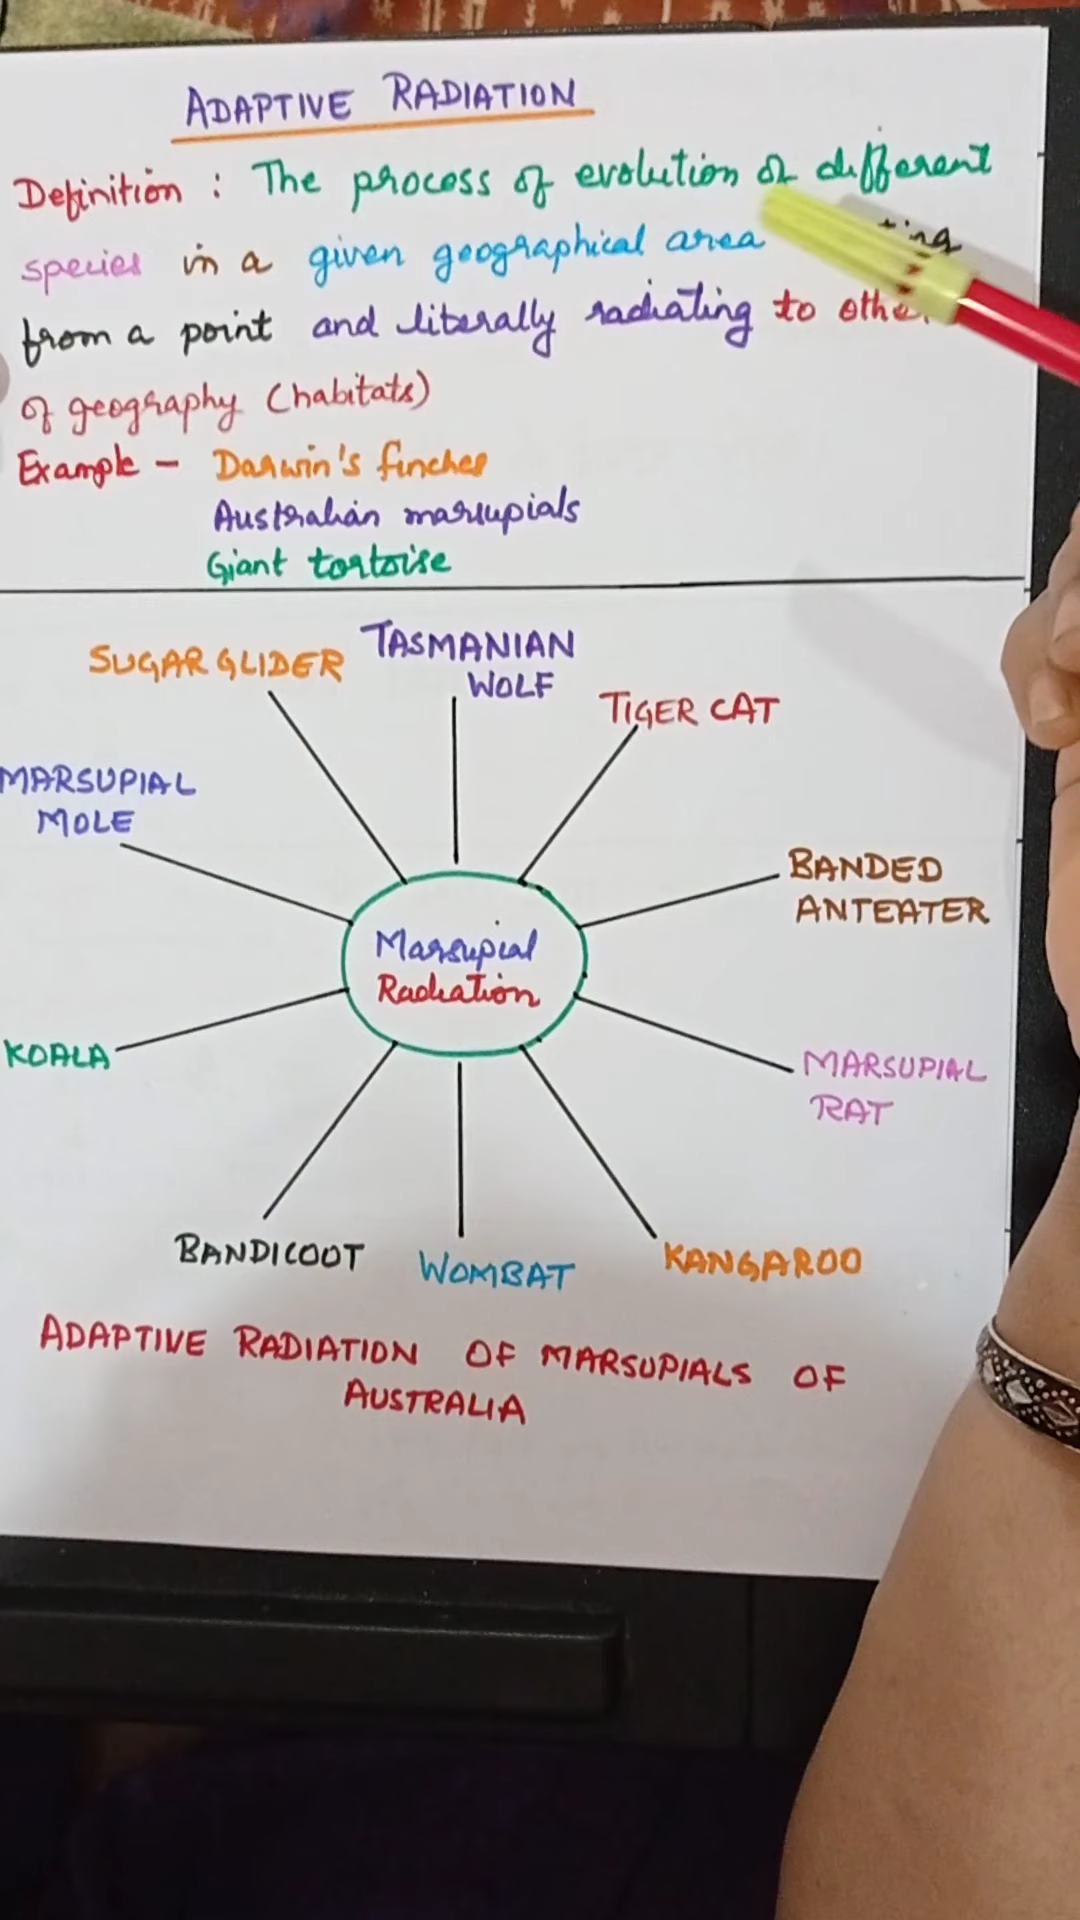 ADAPTIVE RADIATION
Definition : The process of evolution of different
species in a given geographical area
from a point and literally radiating to
of geography (habitats)
Example - Darwin's finches
Australian marsupials
Giant tortoise
SUGAR GLIDER
TASMANIAN
WOLF
TIGER CAT
MARSUPIAL
MOLE
BANDED
ANTEATER
Marsupial
Radiation
KOALA
MARSUPIAL
RAT
BANDICOOT
WOMBAT
KANGAROO
ADAPTIVE RADIATION OF MARSUPIALS OF
AUSTRALIA